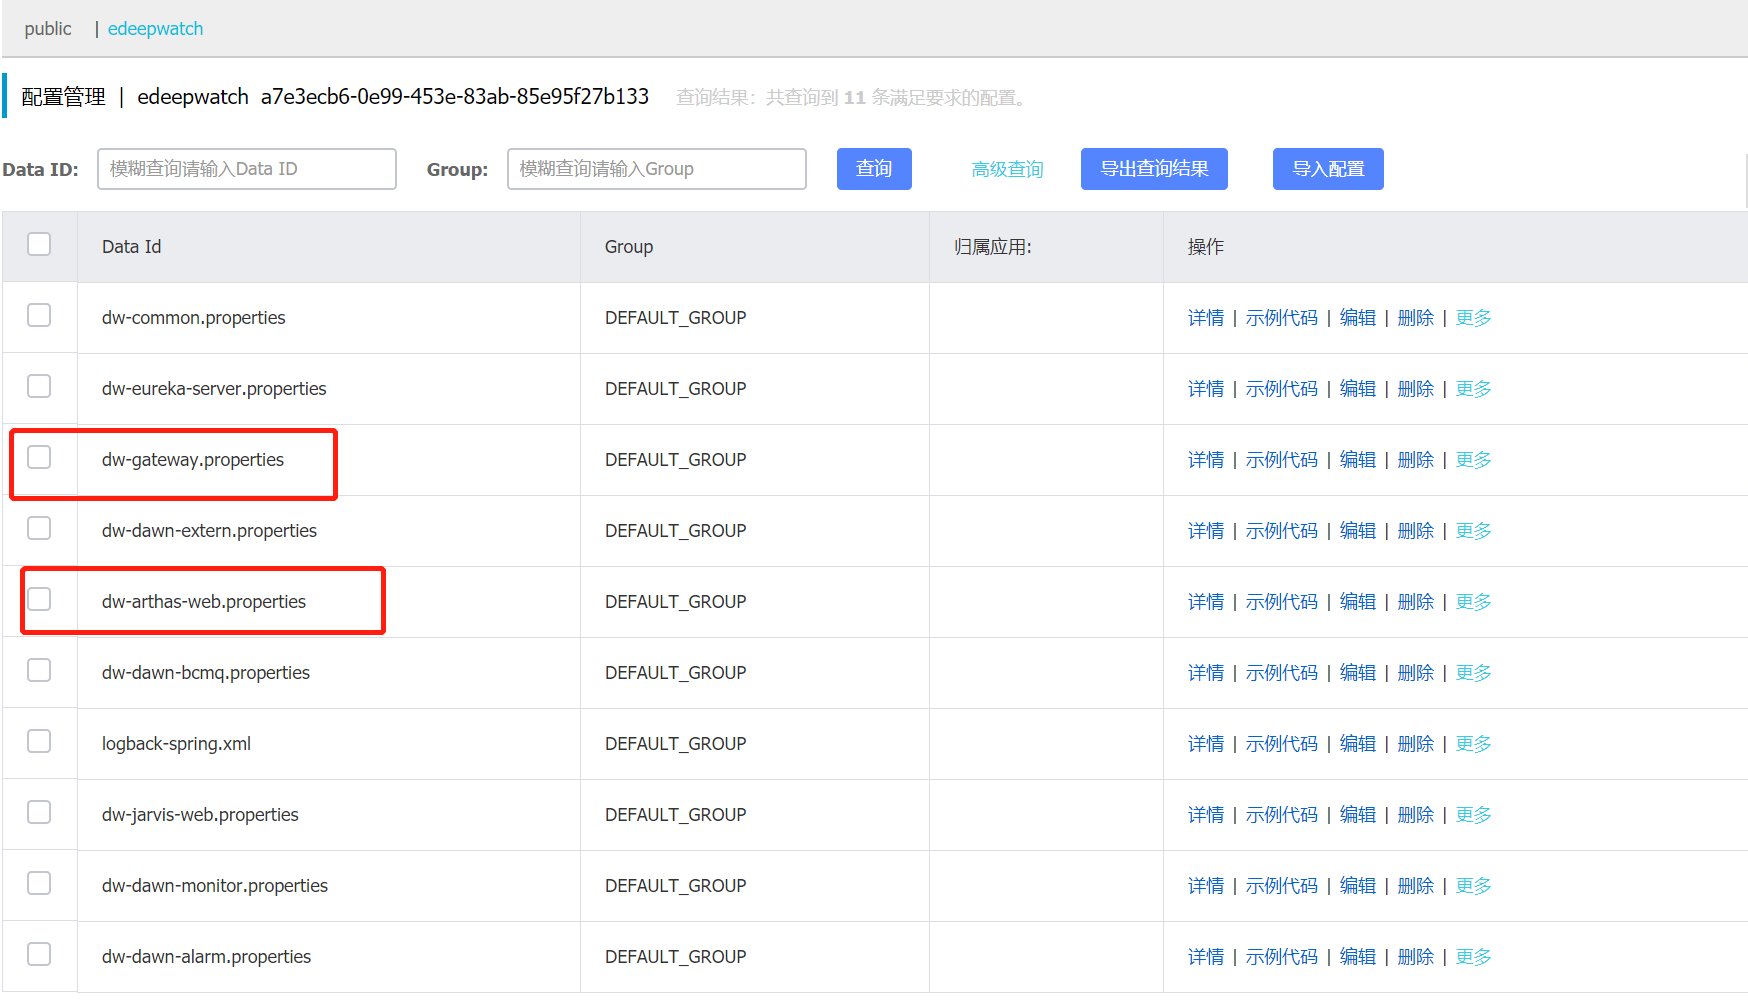 public | edeepwatch
配置管理 | edeepwatch a7e3ecb6-0e99-453e-83ab-85e95f27b133 查询结果：共查询到 11 条满足要求的配置。
Data ID: 模糊查询请输入Data ID Group: 模糊查询请输入Group 查询 高级查询 导出查询结果 导入配置
Data Id Group 归属应用: 操作
dw-common.properties DEFAULT_GROUP 详情 | 示例代码 | 编辑 | 删除 | 更多
dw-eureka-server.properties DEFAULT_GROUP 详情 | 示例代码 | 编辑 | 删除 | 更多
dw-gateway.properties DEFAULT_GROUP 详情 | 示例代码 | 编辑 | 删除 | 更多
dw-dawn-extern.properties DEFAULT_GROUP 详情 | 示例代码 | 编辑 | 删除 | 更多
dw-arthas-web.properties DEFAULT_GROUP 详情 | 示例代码 | 编辑 | 删除 | 更多
dw-dawn-bcmq.properties DEFAULT_GROUP 详情 | 示例代码 | 编辑 | 删除 | 更多
logback-spring.xml DEFAULT_GROUP 详情 | 示例代码 | 编辑 | 删除 | 更多
dw-jarvis-web.properties DEFAULT_GROUP 详情 | 示例代码 | 编辑 | 删除 | 更多
dw-dawn-monitor.properties DEFAULT_GROUP 详情 | 示例代码 | 编辑 | 删除 | 更多
dw-dawn-alarm.properties DEFAULT_GROUP 详情 | 示例代码 | 编辑 | 删除 | 更多